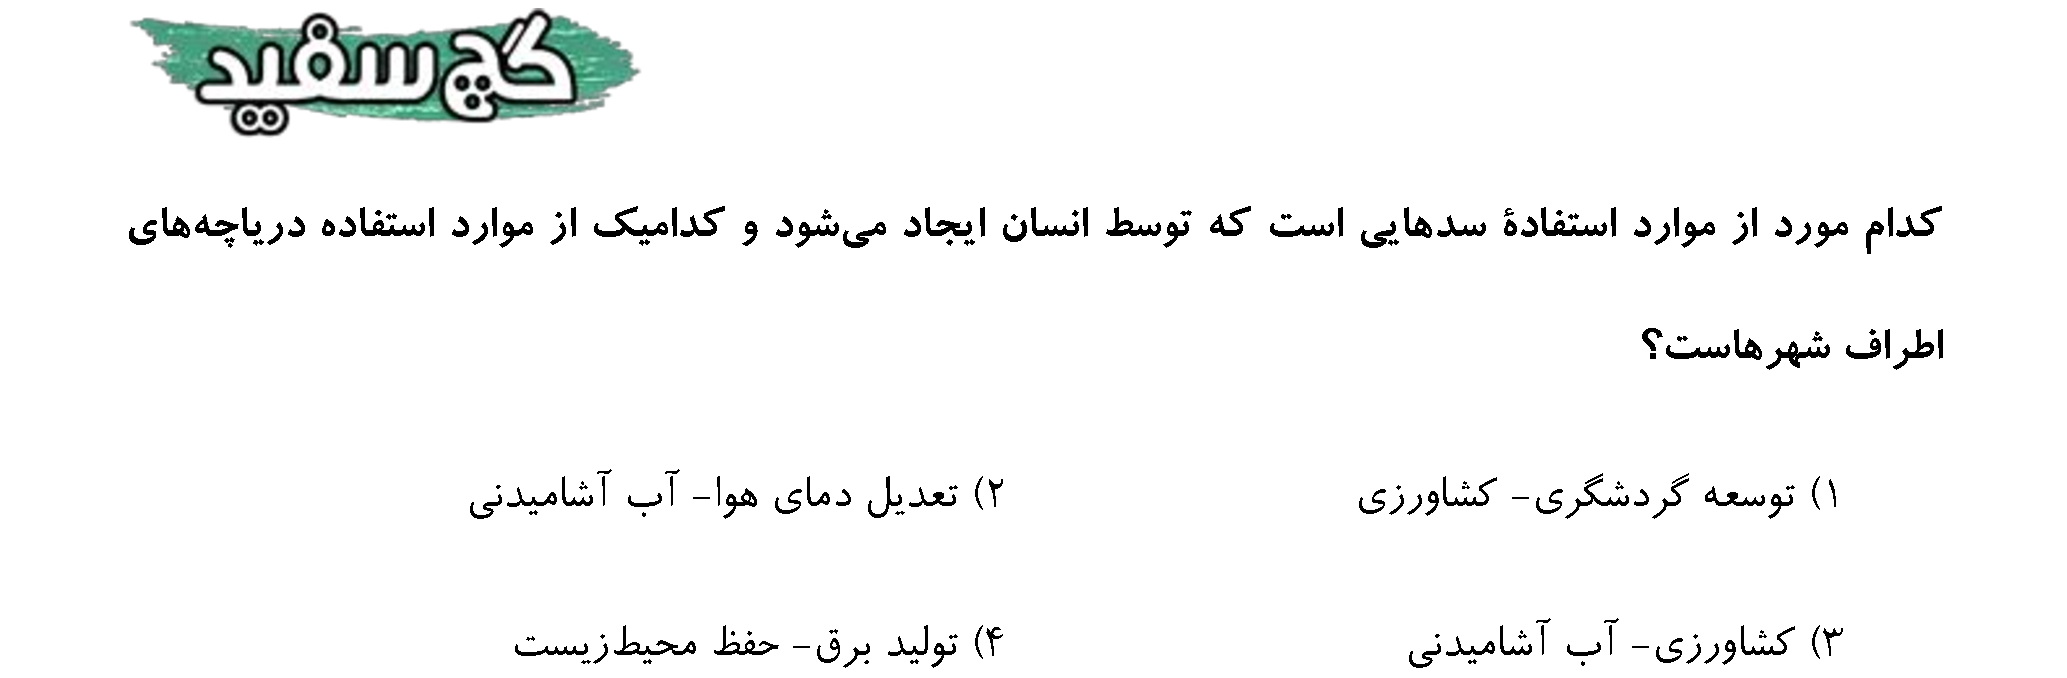 گچ سفید
کدام مورد از موارد استفادهٔ سدهایی است که توسط انسان ایجاد می‌شود و کدامیک از موارد استفاده دریاچه‌های
اطراف شهرهاست؟
۱) توسعه گردشگری- کشاورزی
۲) تعدیل دمای هوا- آب آشامیدنی
۳) کشاورزی- آب آشامیدنی
۴) تولید برق- حفظ محیط‌زیست